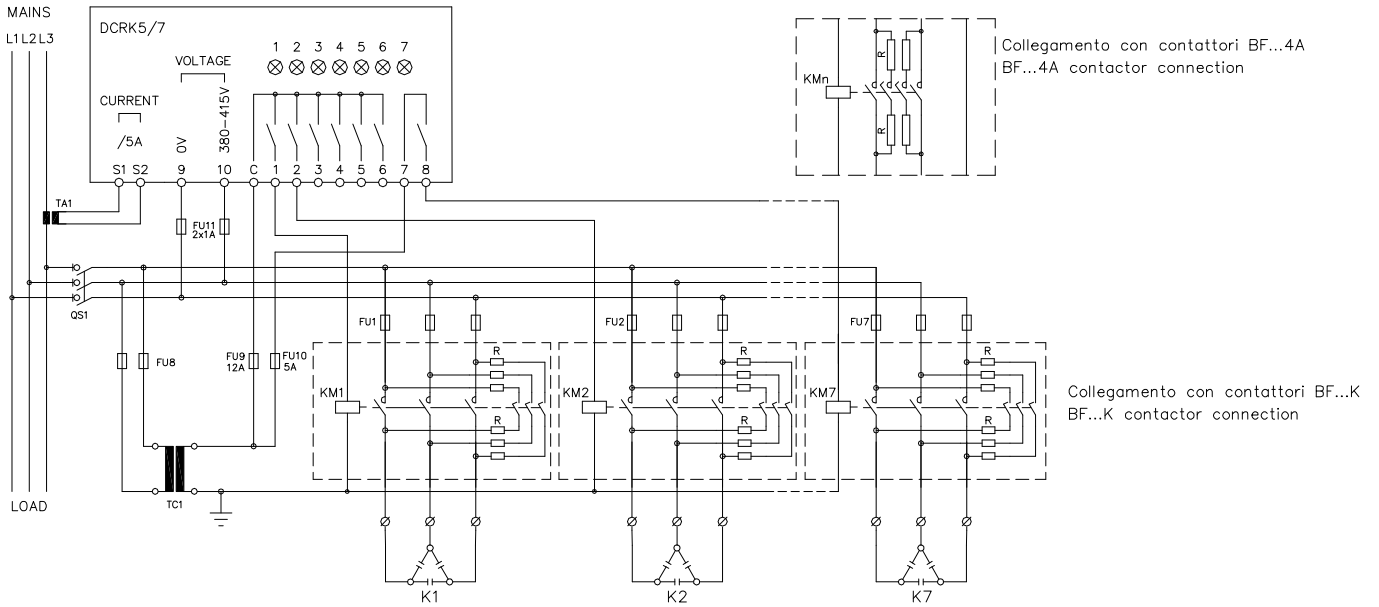 MAINS
L1 L2 L3
DCRK5/7
VOLTAGE
CURRENT
/5A
0V
380-415V
1 2 3 4 5 6 7
S1 S2 9 10 C 1 2 3 4 5 6 7 8
TA1
FU11
2x1A
QS1
FU8
FU9
12A
FU10
5A
TC1
LOAD
FU1
FU2
FU7
KM1
R
R
KM2
R
R
KM7
R
R
K1
K2
K7
KMn
R
R
Collegamento con contattori BF...4A
BF...4A contactor connection
Collegamento con contattori BF...K
BF...K contactor connection